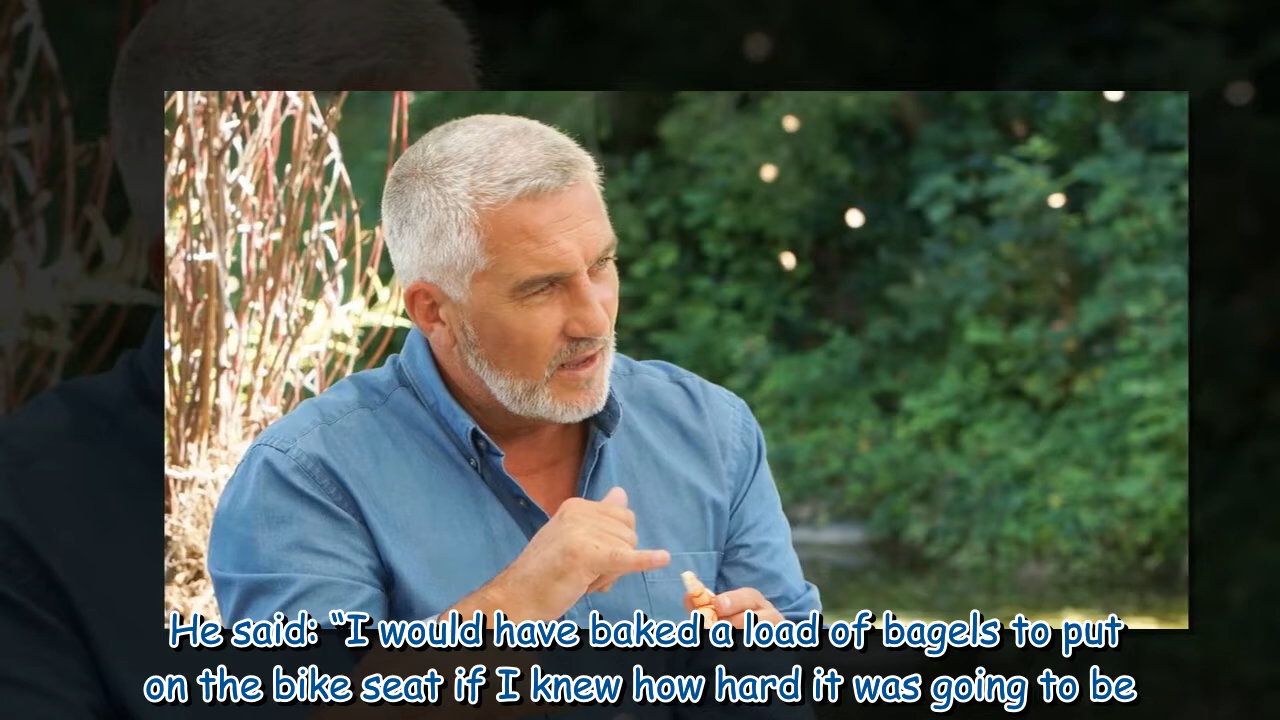 He said: “I would have baked a load of bagels to put
on the bike seat if I knew how hard it was going to be